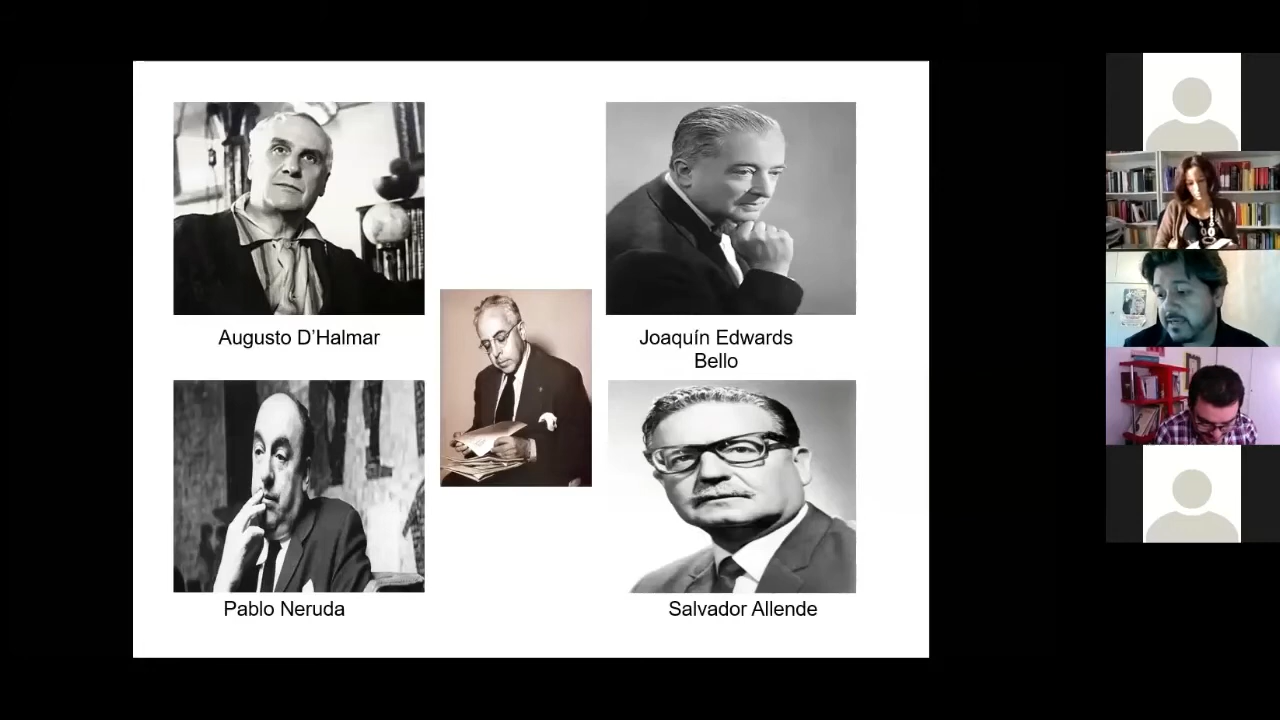 Augusto D'Halmar
Joaquín Edwards
Bello
Pablo Neruda
Salvador Allende